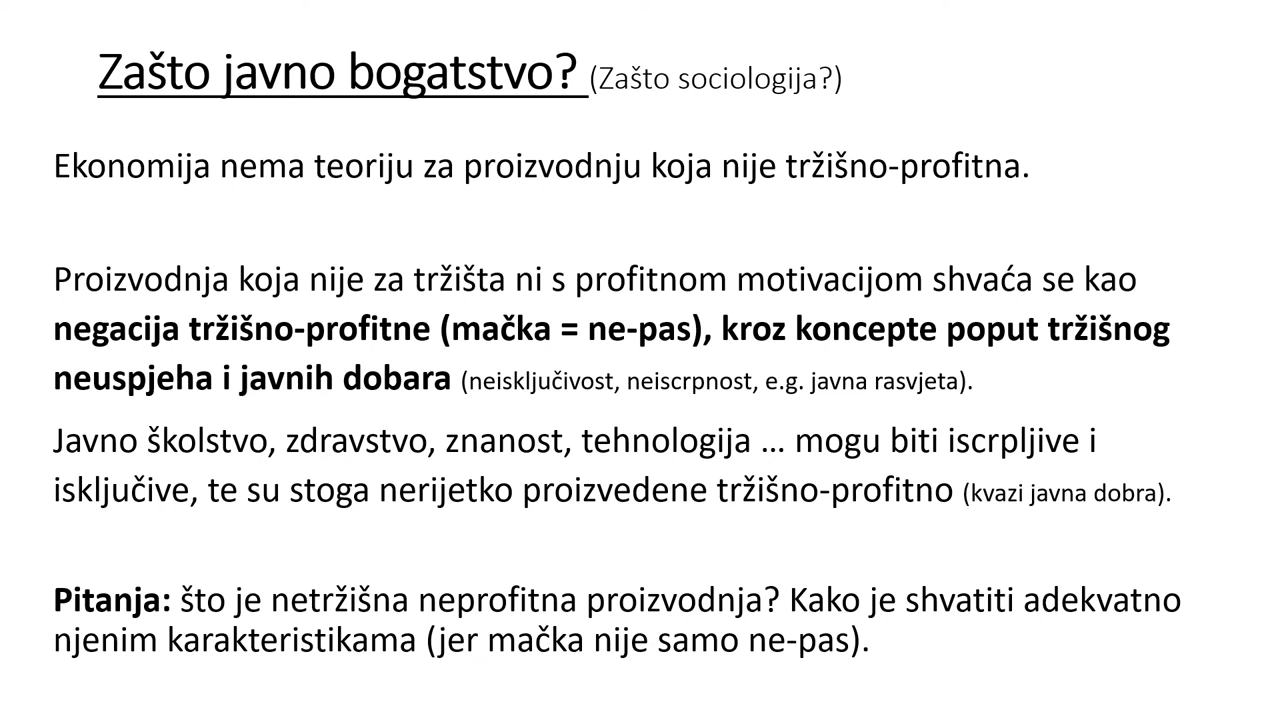 Zašto javno bogatstvo? (Zašto sociologija?)
Ekonomija nema teoriju za proizvodnju koja nije tržišno-profitna.
Proizvodnja koja nije za tržišta ni s profitnom motivacijom shvaća se kao
negacija tržišno-profitne (mačka = ne-pas), kroz koncepte poput tržišnog
neuspjeha i javnih dobara (neisključivost, neiscrpnost, e.g. javna rasvjeta).
Javno školstvo, zdravstvo, znanost, tehnologija … mogu biti iscrpljive i
isključive, te su stoga nerijetko proizvedene tržišno-profitno (kvazi javna dobra).
Pitanja: što je netržišna neprofitna proizvodnja? Kako je shvatiti adekvatno
njenim karakteristikama (jer mačka nije samo ne-pas).